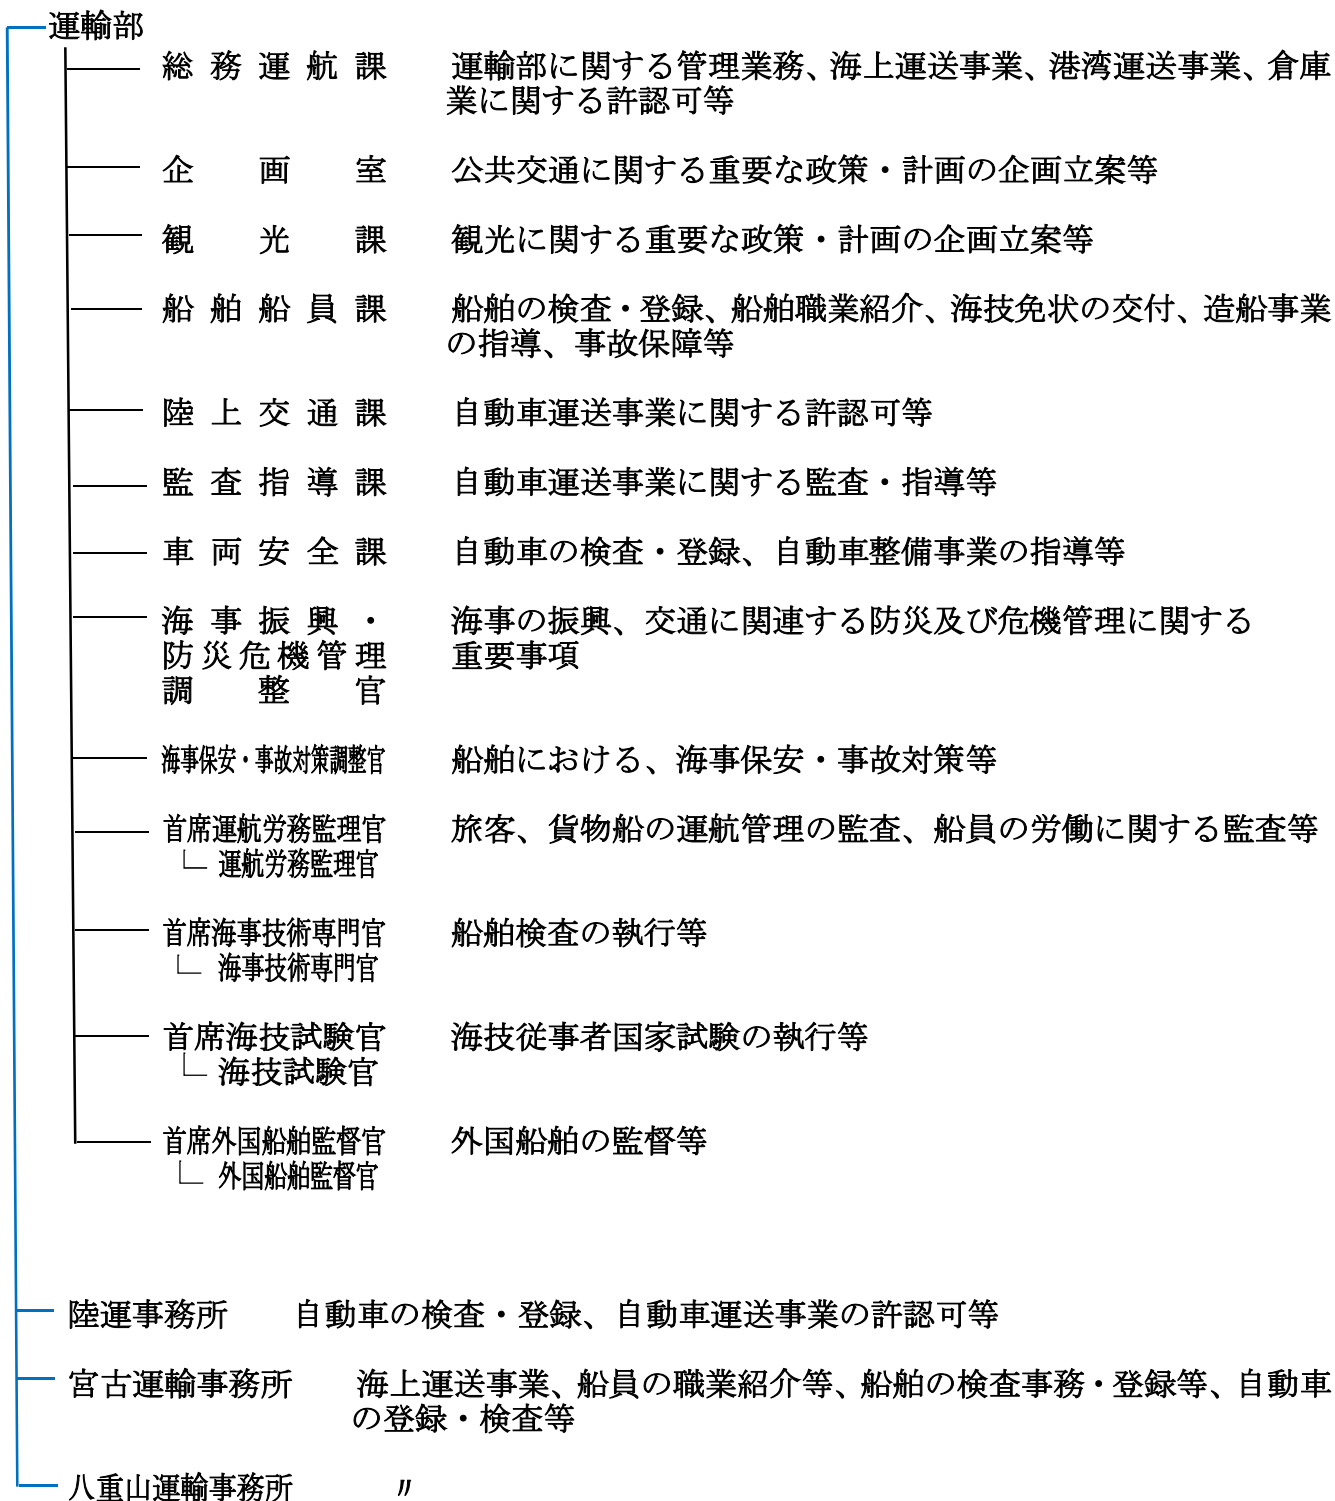 運輸部
総務運航課　運輸部に関する管理業務、海上運送事業、港湾運送事業、倉庫
業に関する許認可等
企画室　公共交通に関する重要な政策・計画の企画立案等
観光課　観光に関する重要な政策・計画の企画立案等
船舶船員課　船舶の検査・登録、船舶職業紹介、海技免状の交付、造船事業
の指導、事故保障等
陸上交通課　自動車運送事業に関する許認可等
監査指導課　自動車運送事業に関する監査・指導等
車両安全課　自動車の検査・登録、自動車整備事業の指導等
海事振興・　海事の振興、交通に関連する防災及び危機管理に関する
防災危機管理　重要事項
調整官
海事保安・事故対策調整官　船舶における、海事保安・事故対策等
首席運航労務監理官　旅客、貨物船の運航管理の監査、船員の労働に関する監査等
運航労務監理官
首席海事技術専門官　船舶検査の執行等
海事技術専門官
首席海技試験官　海技従事者国家試験の執行等
海技試験官
首席外国船舶監督官　外国船舶の監督等
外国船舶監督官
陸運事務所　自動車の検査・登録、自動車運送事業の許認可等
宮古運輸事務所　海上運送事業、船員の職業紹介等、船舶の検査事務・登録等、自動車
の登録・検査等
八重山運輸事務所　〃